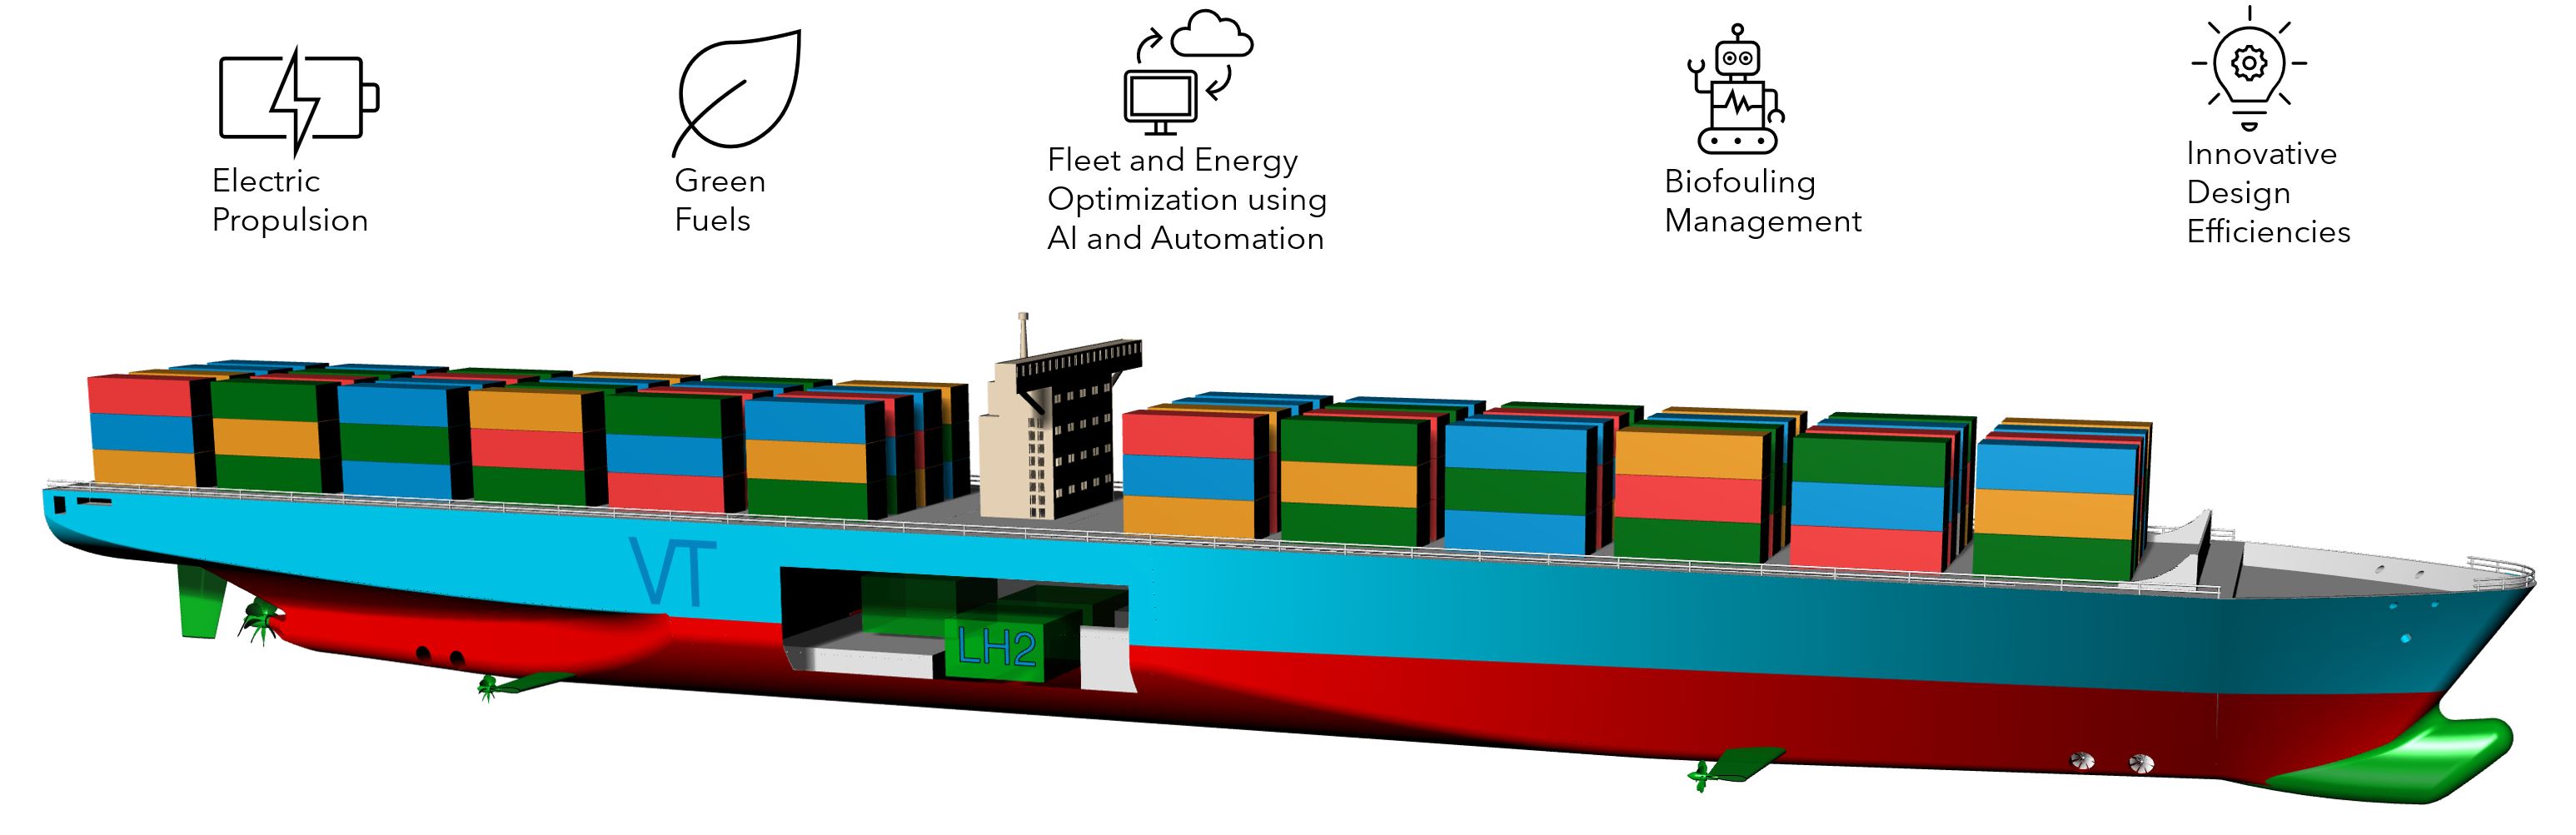 Electric
Propulsion
Green
Fuels
Fleet and Energy
Optimization using
AI and Automation
Biofouling
Management
Innovative
Design
Efficiencies
VT
LH2